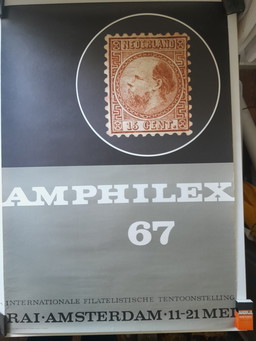 NEDERLAND
15 CENT.
AMPHILEX
67
INTERNATIONALE FILATELISTISCHE TENTOONSTELLING
RAI·AMSTERDAM·11-21 MEI